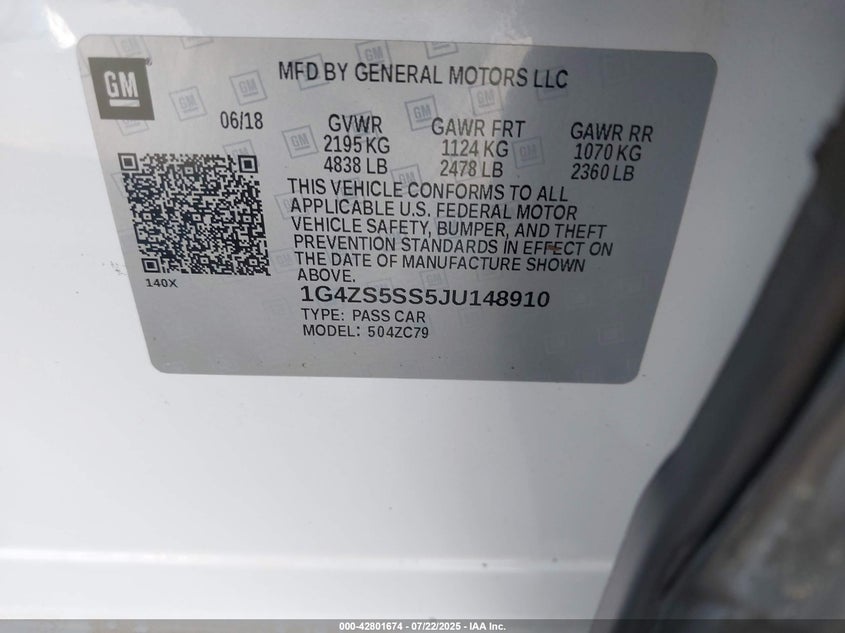 GM
MFD BY GENERAL MOTORS LLC
06/18
GVWR GAWR FRT GAWR RR
2195 KG 1124 KG 1070 KG
4838 LB 2478 LB 2360 LB
THIS VEHICLE CONFORMS TO ALL
APPLICABLE U.S. FEDERAL MOTOR
VEHICLE SAFETY, BUMPER, AND THEFT
PREVENTION STANDARDS IN EFFECT ON
THE DATE OF MANUFACTURE SHOWN
ABOVE.
140X
1G4ZS5SS5JU148910
TYPE: PASS CAR
MODEL: 504ZC79
000-42801674 - 07/22/2025 - IAA Inc.